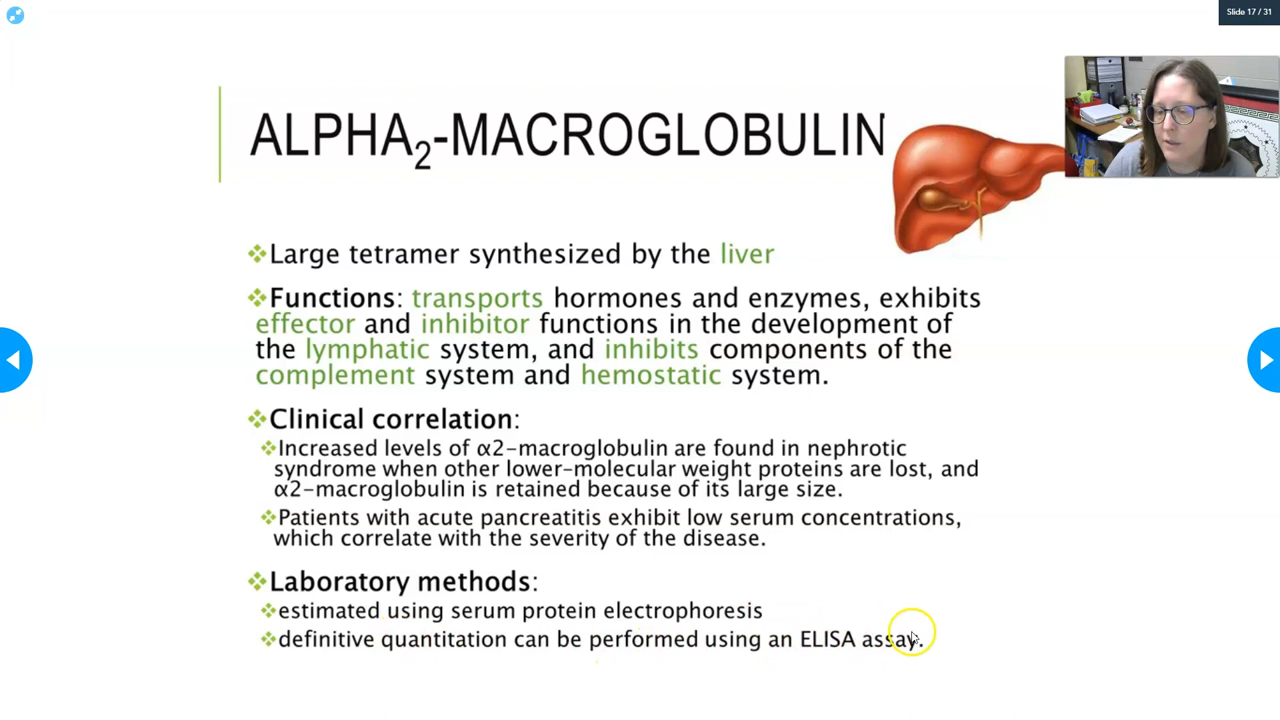 Slide 17 / 31
ALPHA2-MACROGLOBULIN
❖Large tetramer synthesized by the liver
❖Functions: transports hormones and enzymes, exhibits
effector and inhibitor functions in the development of
the lymphatic system, and inhibits components of the
complement system and hemostatic system.
❖Clinical correlation:
❖Increased levels of α2-macroglobulin are found in nephrotic
syndrome when other lower-molecular weight proteins are lost, and
α2-macroglobulin is retained because of its large size.
❖Patients with acute pancreatitis exhibit low serum concentrations,
which correlate with the severity of the disease.
❖Laboratory methods:
❖estimated using serum protein electrophoresis
❖definitive quantitation can be performed using an ELISA assay.